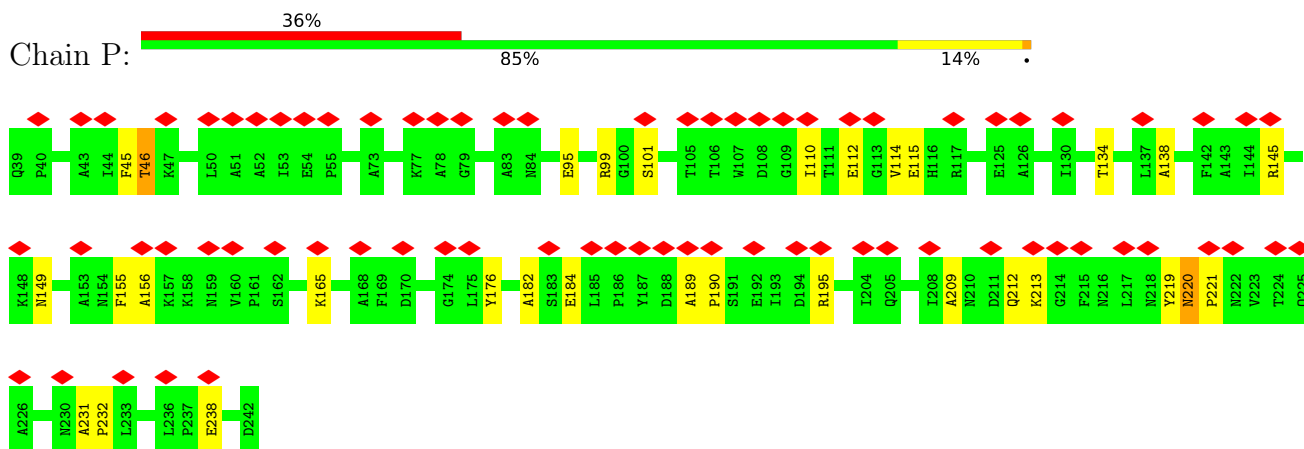 36%
Chain P:
85% 14% •
Q39 P40 A43 I44 F45 T46 K47 L50 A51 A52 I53 E54 P55 A73 K77 A78 G79 A83 N84 E95 R99 G100 S101 T105 T106 W107 D108 G109 I110 T111 E112 G113 V114 E115 H116 R117 E125 A126 I130 T134 L137 A138 F142 A143 I144 R145
K148 N149 A153 N154 F155 A156 K157 K158 N159 V160 P161 S162 K165 A168 F169 D170 G174 L175 Y176 A182 S183 E184 L185 P186 Y187 D188 A189 P190 S191 E192 I193 D194 R195 I204 Q205 I208 A209 N210 D211 Q212 K213 G214 F215 N216 L217 N218 Y219 N220 P221 N222 V223 T224 D225
A226 N230 A231 P232 L233 L236 P237 E238 D242